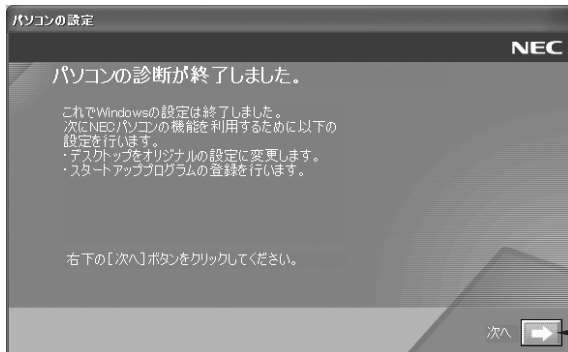 パソコンの設定
NEC
パソコンの診断が終了しました。
これでWindowsの設定は終了しました。
次にNECパソコンの機能を利用するために以下の
設定を行います。
・デスクトップをオリジナルの設定に変更します。
・スタートアッププログラムの登録を行います。
右下の[次へ]ボタンをクリックしてください。
次へ